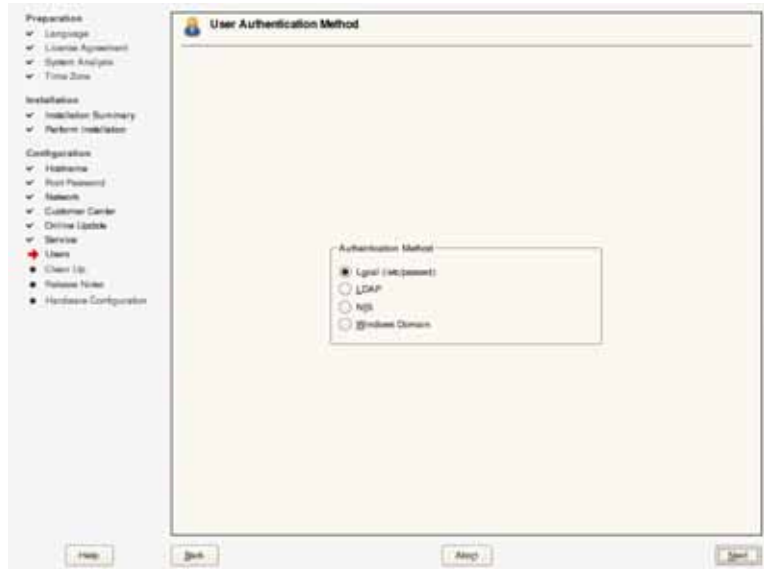 Preparation
Language
License Agreement
System Analysis
Time Zone
Installation
Installation Summary
Perform Installation
Configuration
Hostname
Root Password
Network
Customer Center
Online Update
Service
Users
Clean Up
Release Notes
Hardware Configuration
User Authentication Method
Authentication Method
Local (/etc/passwd)
LDAP
NIS
Windows Domain
Help
Back
Abort
Next